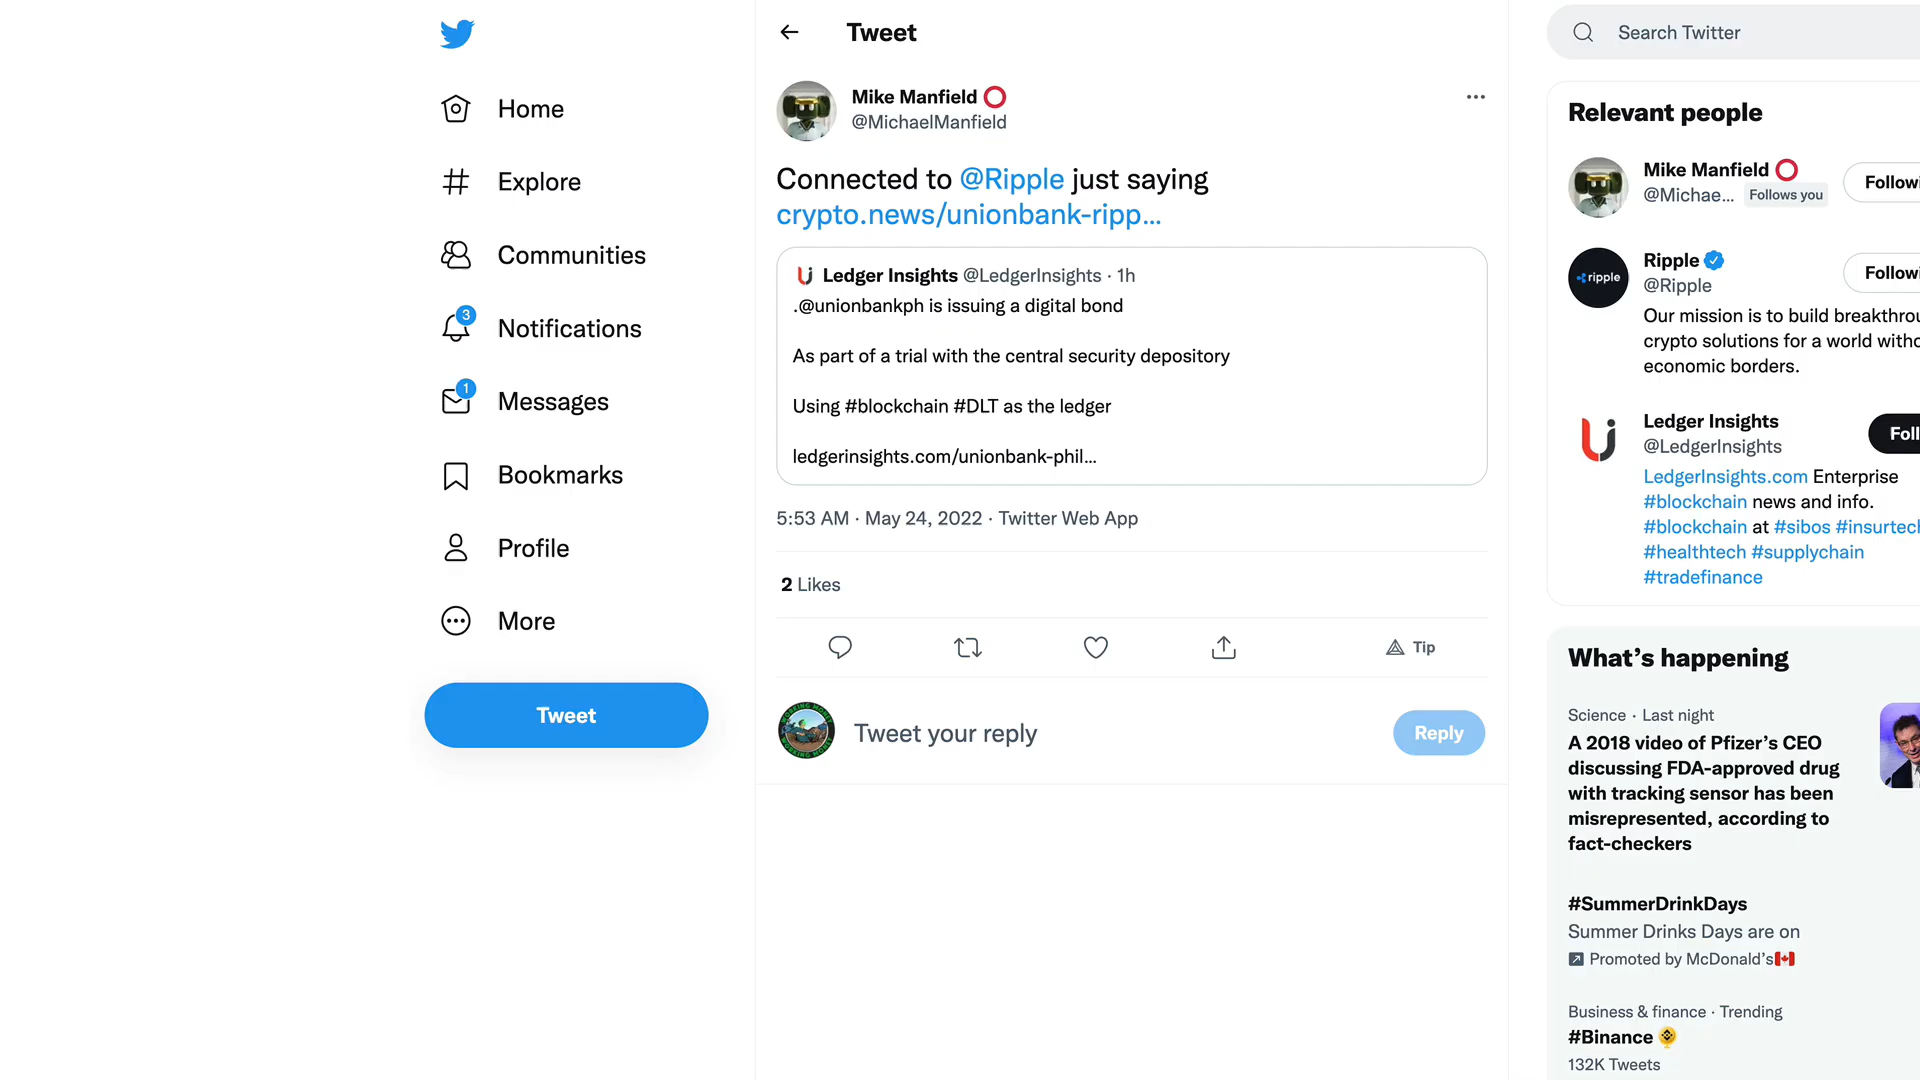 Home
Explore
Communities
3
Notifications
1
Messages
Bookmarks
Profile
More
Tweet
Tweet
Mike Manfield
@MichaelManfield
Connected to @Ripple just saying
crypto.news/unionbank-ripp...
Ledger Insights @LedgerInsights · 1h
.@unionbankph is issuing a digital bond
As part of a trial with the central security depository
Using #blockchain #DLT as the ledger
ledgerinsights.com/unionbank-phil...
5:53 AM · May 24, 2022 · Twitter Web App
2 Likes
Tip
Tweet your reply
Reply
Search Twitter
Relevant people
Mike Manfield
@Michae... Follows you
Followi
ripple
Ripple
@Ripple
Followi
Our mission is to build breakthrou
crypto solutions for a world witho
economic borders.
Ledger Insights
@LedgerInsights
Foll
LedgerInsights.com Enterprise
#blockchain news and info.
#blockchain at #sibos #insurtech
#healthtech #supplychain
#tradefinance
What's happening
Science · Last night
A 2018 video of Pfizer's CEO
discussing FDA-approved drug
with tracking sensor has been
misrepresented, according to
fact-checkers
#SummerDrinkDays
Summer Drinks Days are on
Promoted by McDonald's
Business & finance · Trending
#Binance
132K Tweets